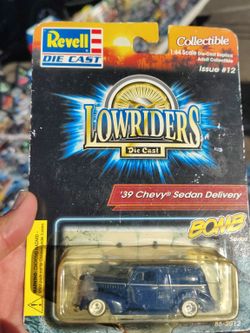 Revell
DIE CAST
Collectible
1:64 Scale Die-Cast Replica
Adult Collectible
Issue #12
LOWRIDERS
Die Cast
'39 Chevy® Sedan Delivery
BOMB